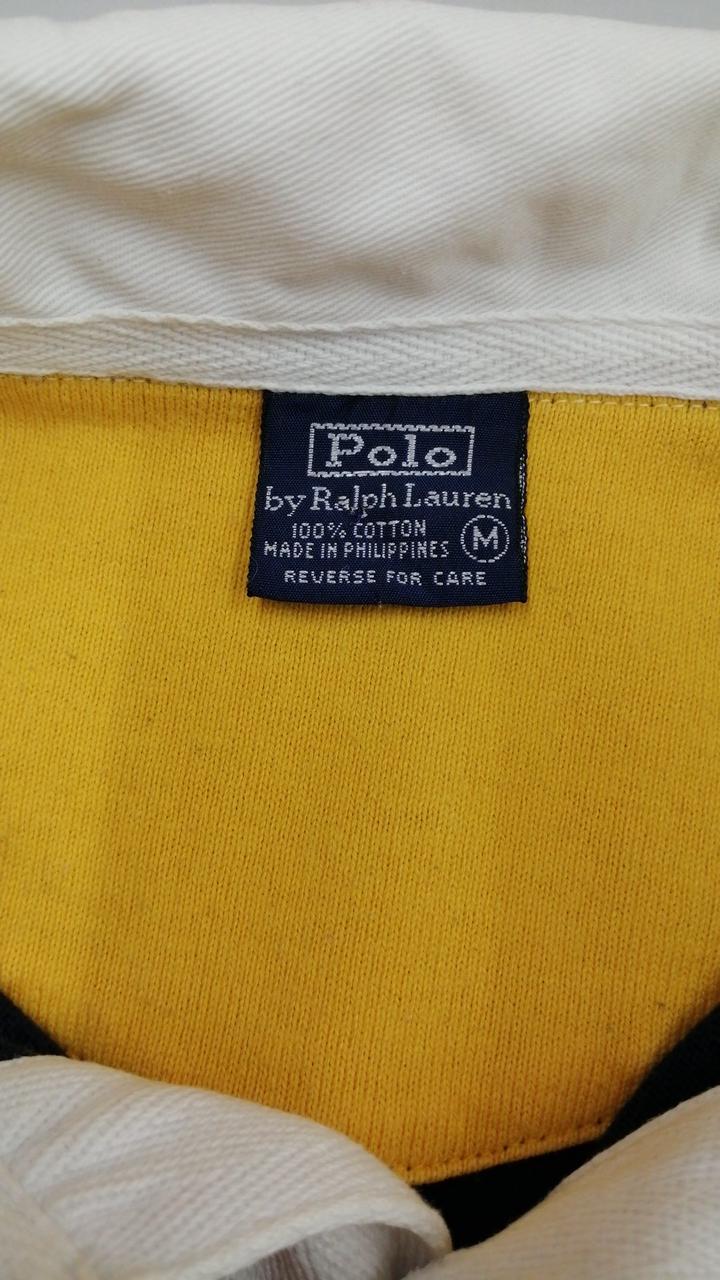 Polo
by Ralph Lauren
100% COTTON
MADE IN PHILIPPINES
M
REVERSE FOR CARE